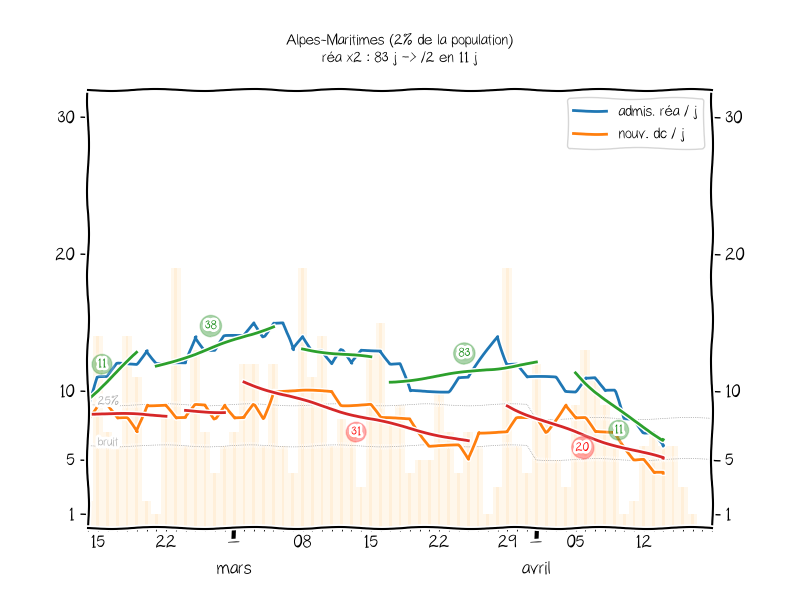 Alpes-Maritimes (2% de la population)
réa x2 : 83 j -> /2 en 11 j
admis. réa / j
nouv. dc / j
30
30
20
20
10
10
5
5
1
1
38
11
83
25%
31
11
20
bruit
15 22 08 15 22 29 05 12
mars avril